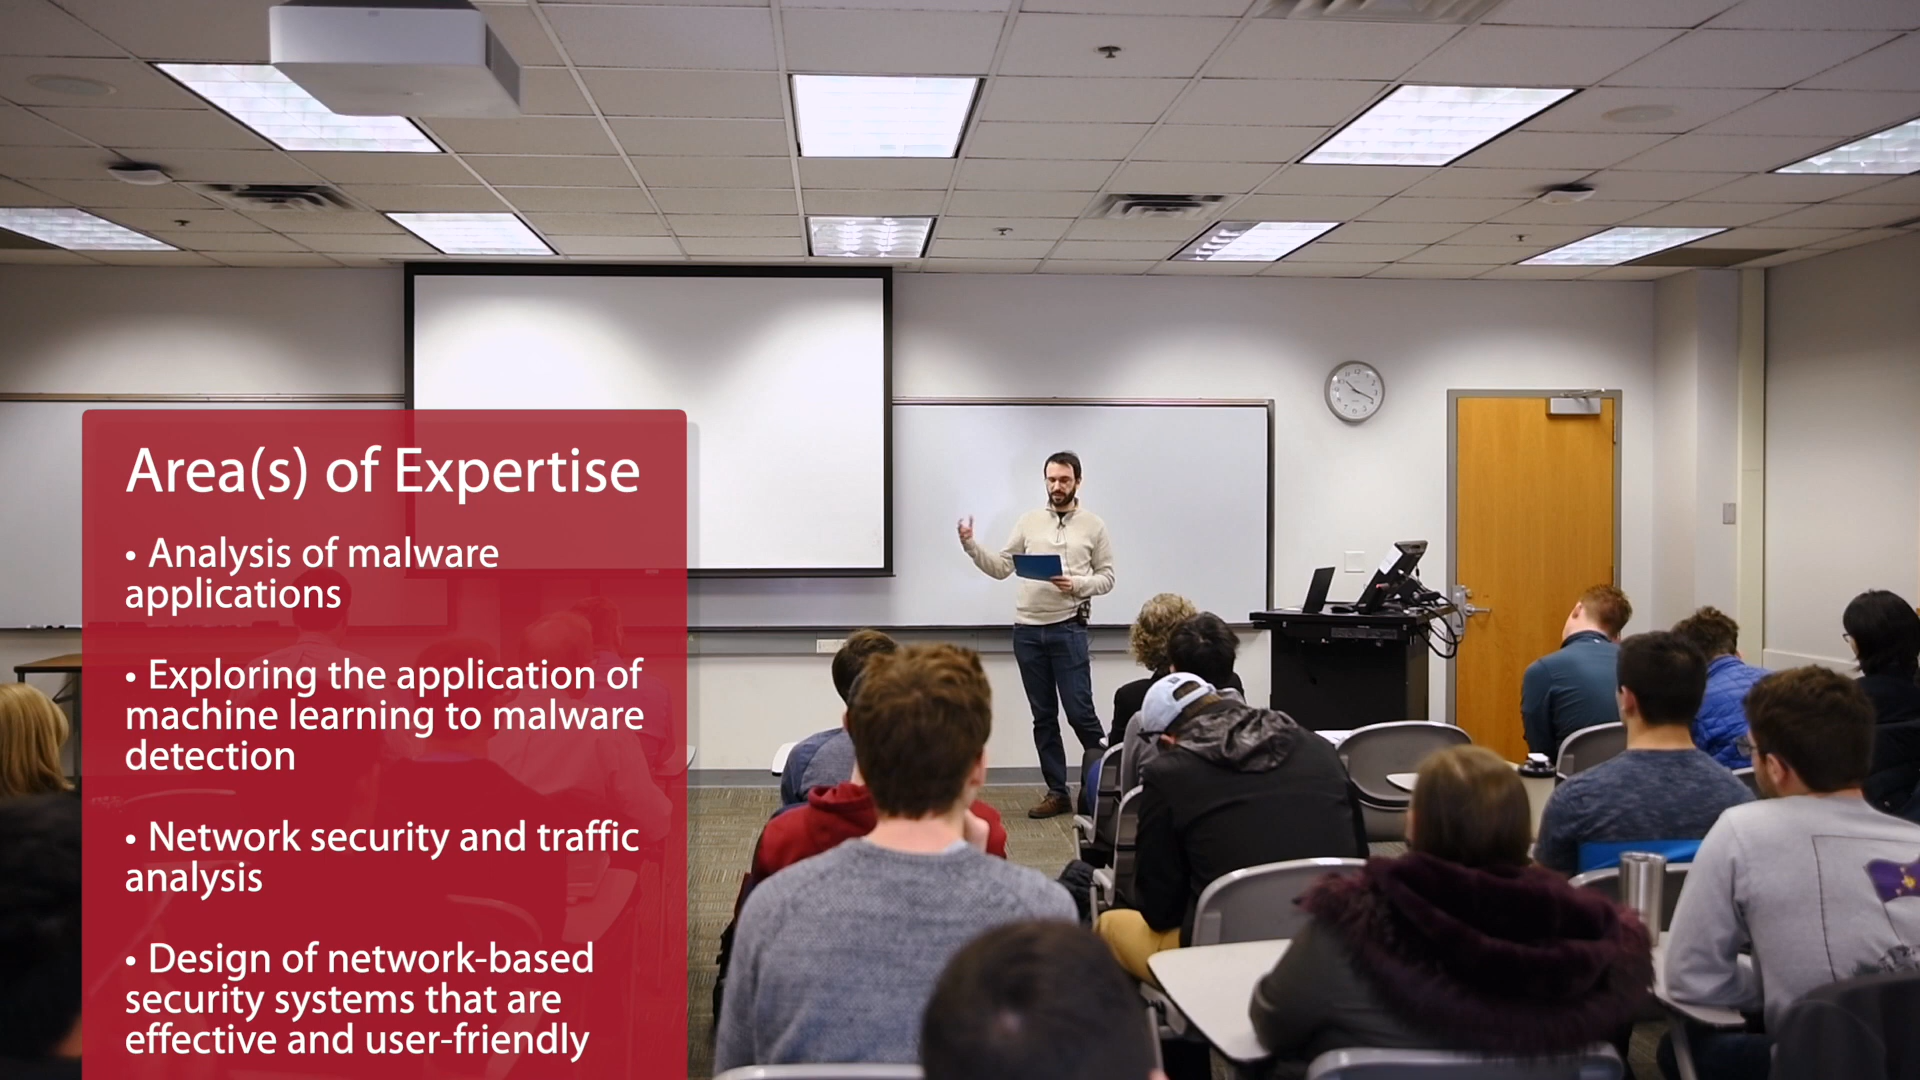 Area(s) of Expertise
• Analysis of malware
applications
• Exploring the application of
machine learning to malware
detection
• Network security and traffic
analysis
• Design of network-based
security systems that are
effective and user-friendly